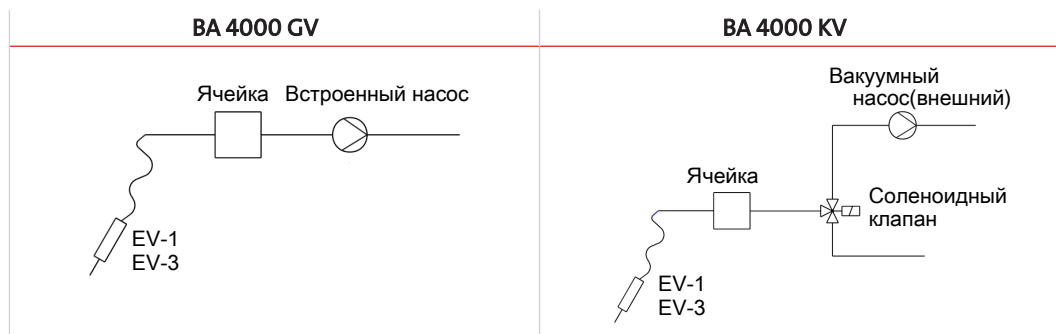 BA 4000 GV
Ячейка Встроенный насос
EV-1
EV-3
BA 4000 KV
Вакуумный
насос(внешний)
Ячейка
Соленоидный
клапан
EV-1
EV-3